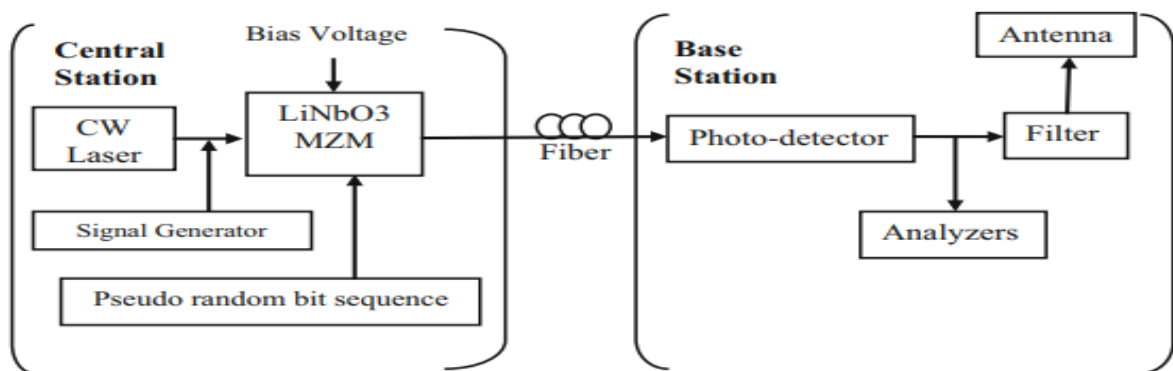 Central
Station
Bias Voltage
CW
Laser
LiNbO3
MZM
Signal Generator
Pseudo random bit sequence
Fiber
Base
Station
Photo-detector
Antenna
Filter
Analyzers